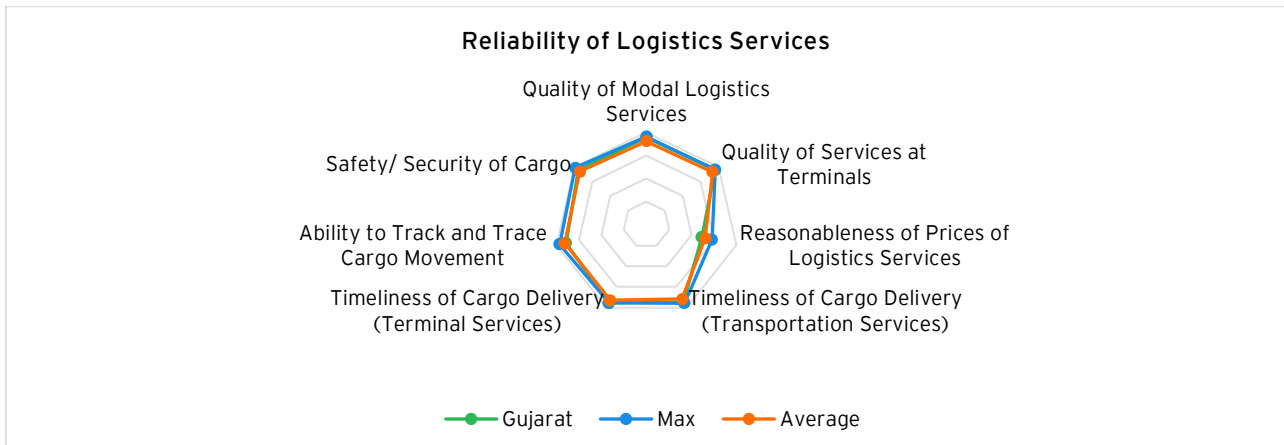 Reliability of Logistics Services
Quality of Modal Logistics
Services
Quality of Services at
Terminals
Reasonableness of Prices of
Logistics Services
Timeliness of Cargo Delivery
(Transportation Services)
Timeliness of Cargo Delivery
(Terminal Services)
Ability to Track and Trace
Cargo Movement
Safety/ Security of Cargo
Gujarat
Max
Average